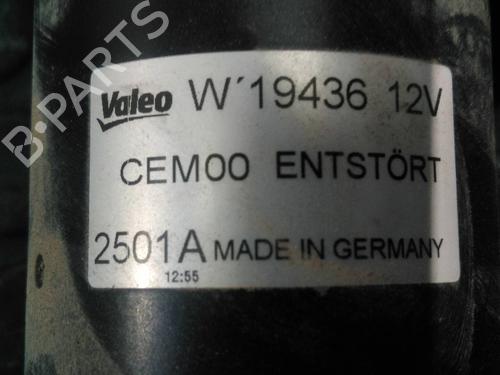 B-PARTS
Valeo W´19436 12V
CEM00 ENTSTÖRT
2501A MADE IN GERMANY
12:55